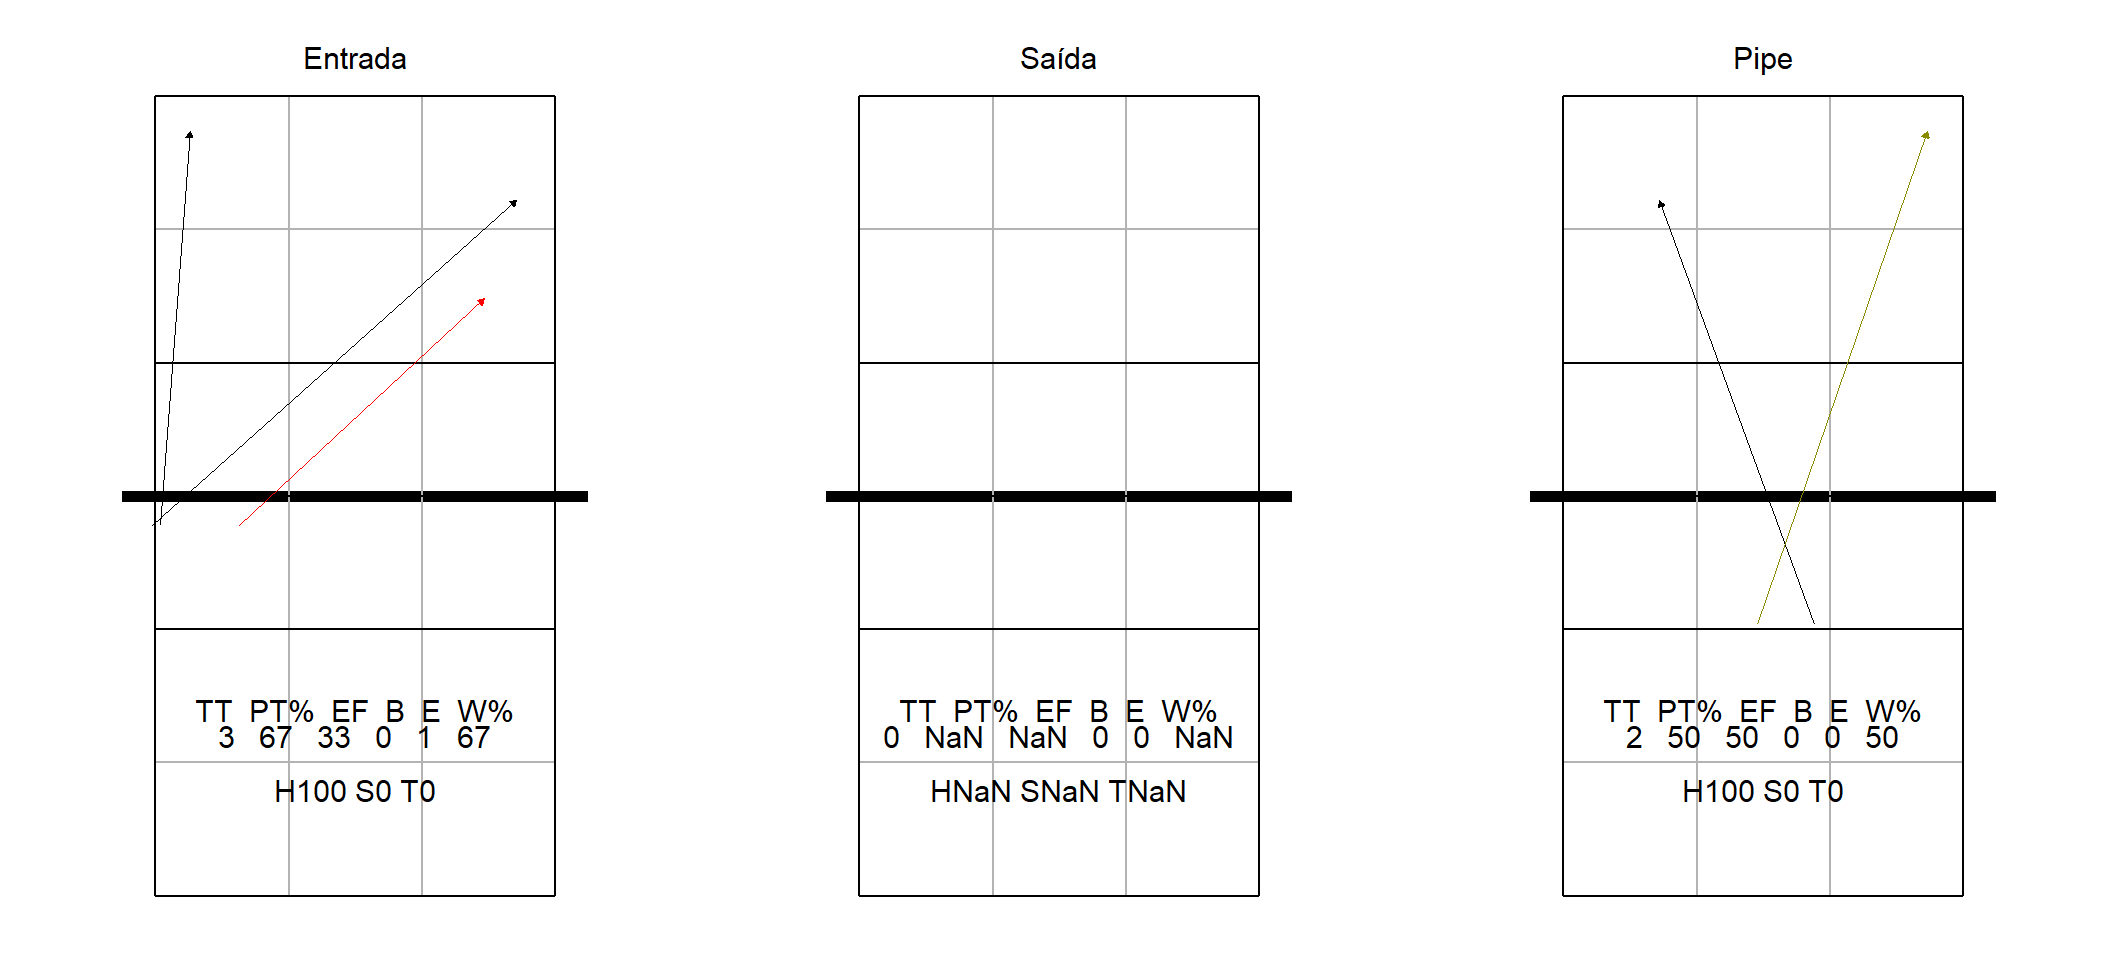 Entrada
TT PT% EF B E W%
3 67 33 0 1 67
H100 S0 T0
Saída
TT PT% EF B E W%
0 NaN NaN 0 0 NaN
HNaN SNaN TNaN
Pipe
TT PT% EF B E W%
2 50 50 0 0 50
H100 S0 T0